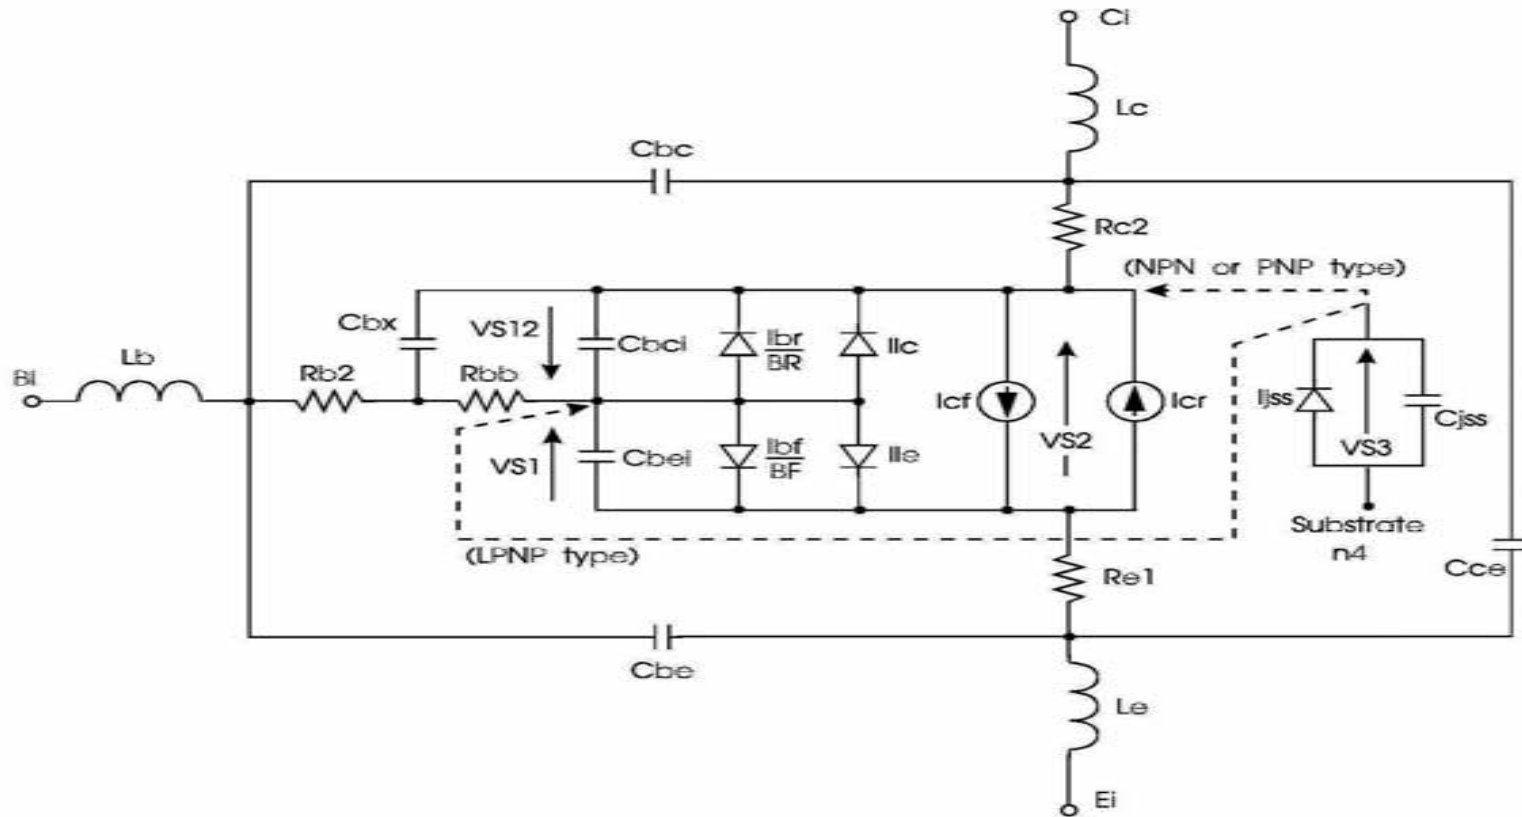 Ci
Lc
Cbc
Rc2
(NPN or PNP type)
Cbx
VS12
Cbci
Ibr
BR
Ilc
Lb
Bi
Rb2
Rbb
Icf
Icr
Ijss
Cjss
VS2
VS3
VS1
Cbei
Ibf
BF
Ile
Substrate
n4
(LPNP type)
Re1
Cce
Cbe
Le
Ei